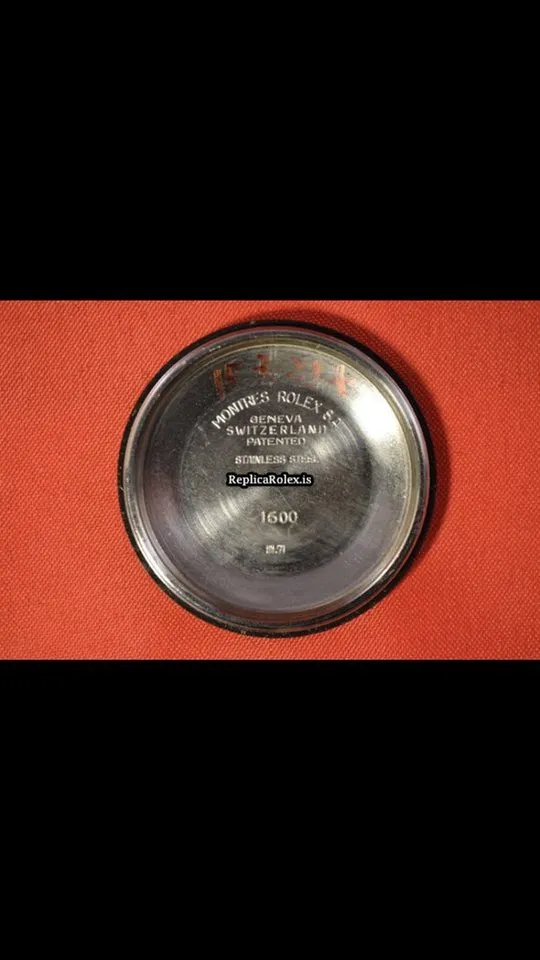 MONTRES ROLEX S.A
GENEVA
SWITZERLAND
PATENTED
STAINLESS STEEL
ReplicaRolex.is
1600